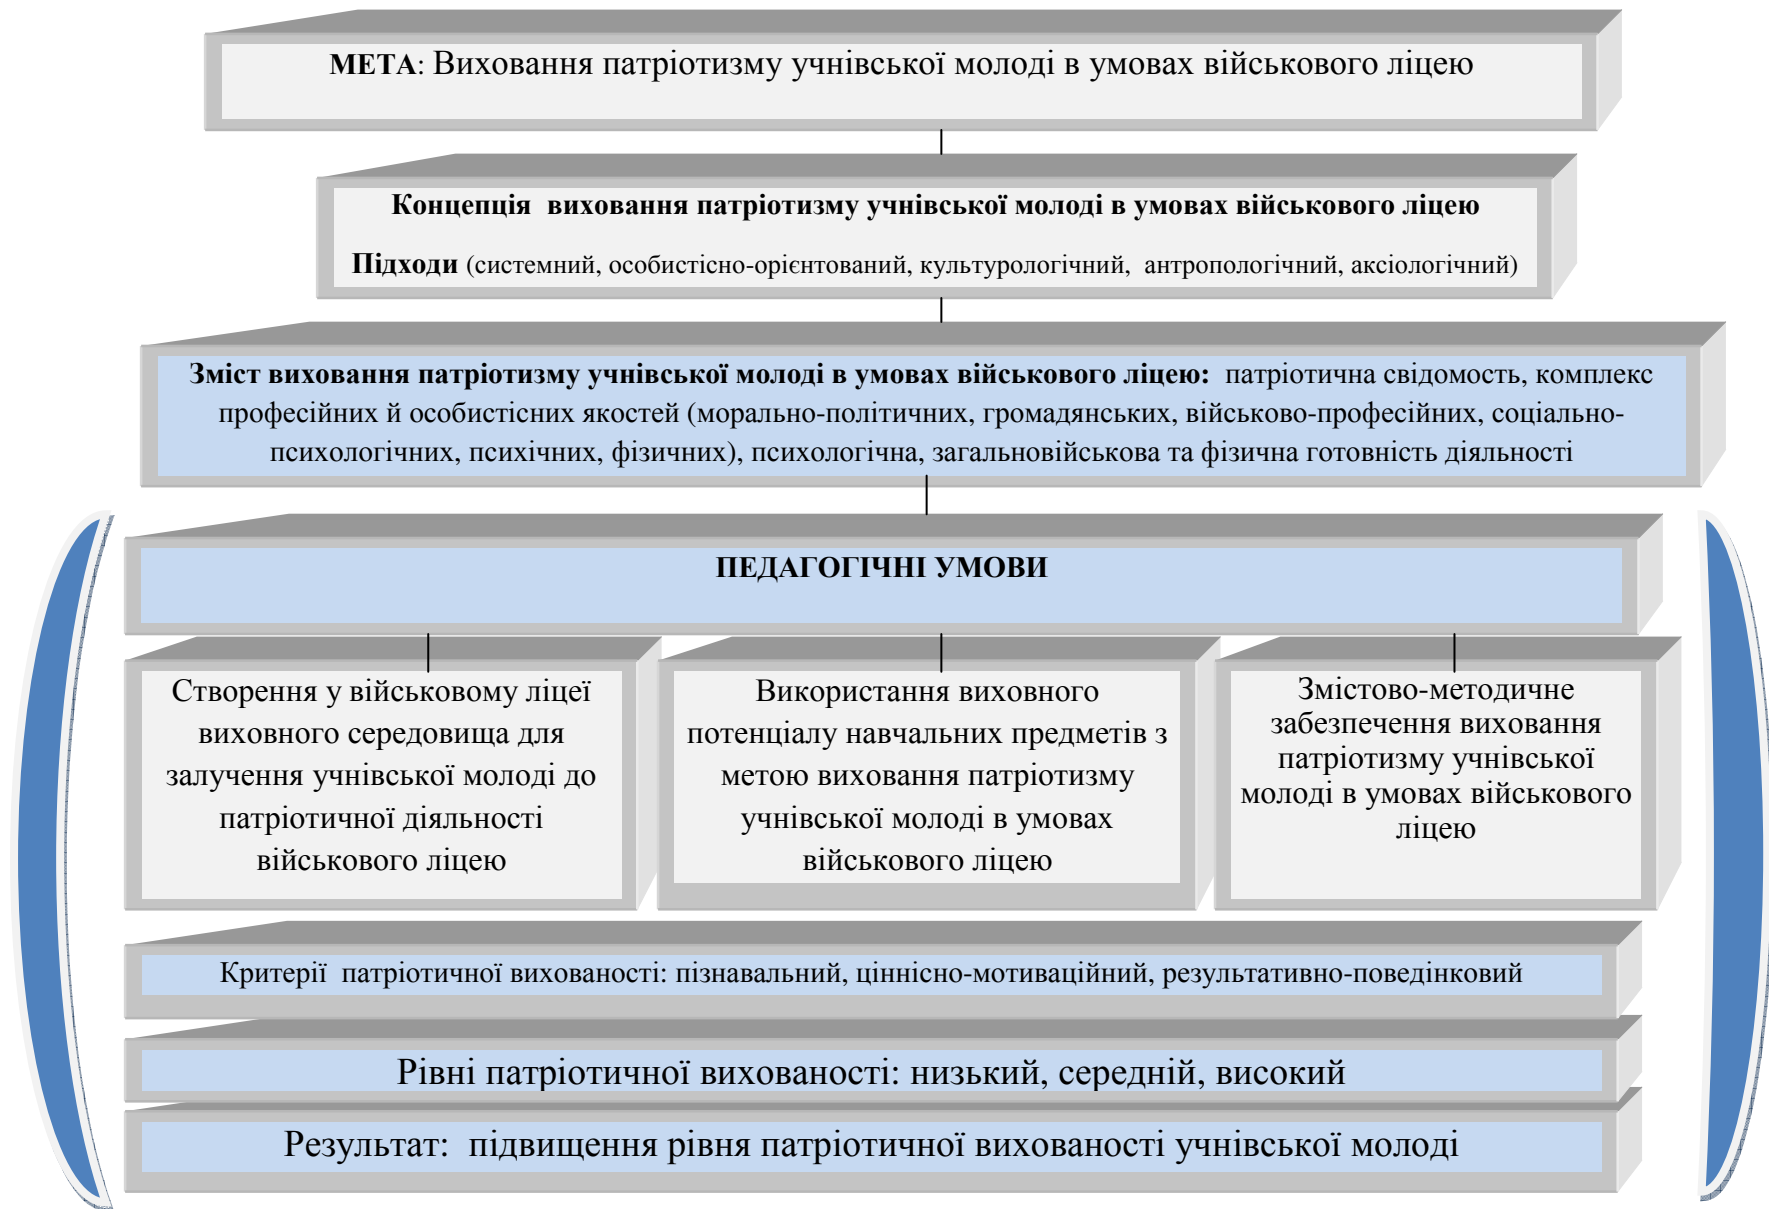 МЕТА: Виховання патріотизму учнівської молоді в умовах військового ліцею
Концепція виховання патріотизму учнівської молоді в умовах військового ліцею
Підходи (системний, особистісно-орієнтований, культурологічний, антропологічний, аксіологічний)
Зміст виховання патріотизму учнівської молоді в умовах військового ліцею: патріотична свідомость, комплекс
професійних й особистісних якостей (морально-політичних, громадянських, військово-професійних, соціально-
психологічних, психічних, фізичних), психологічна, загальновійськова та фізична готовність діяльності
ПЕДАГОГІЧНІ УМОВИ
Створення у військовому ліцеї
виховного середовища для
залучення учнівської молоді до
патріотичної діяльності
військового ліцею
Використання виховного
потенціалу навчальних предметів з
метою виховання патріотизму
учнівської молоді в умовах
військового ліцею
Змістово-методичне
забезпечення виховання
патріотизму учнівської
молоді в умовах військового
ліцею
Критерії патріотичної вихованості: пізнавальний, ціннісно-мотиваційний, результативно-поведінковий
Рівні патріотичної вихованості: низький, середній, високий
Результат: підвищення рівня патріотичної вихованості учнівської молоді